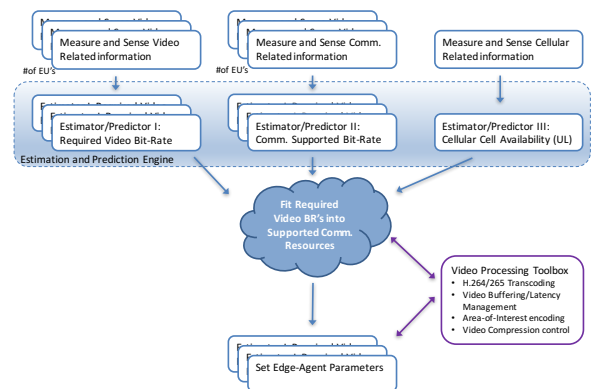 Measure and Sense Video
Related information
Measure and Sense Comm.
Related information
Measure and Sense Cellular
Related information
#of EU's
#of EU's
Estimator/Predictor I:
Required Video Bit-Rate
Estimator/Predictor II:
Comm. Supported Bit-Rate
Estimator/Predictor III:
Cellular Cell Availability (UL)
Estimation and Prediction Engine
Fit Required
Video BR's into
Supported Comm.
Resources
Video Processing Toolbox
• H.264/265 Transcoding
• Video Buffering/Latency
Management
• Area-of-Interest encoding
• Video Compression control
Set Edge-Agent Parameters